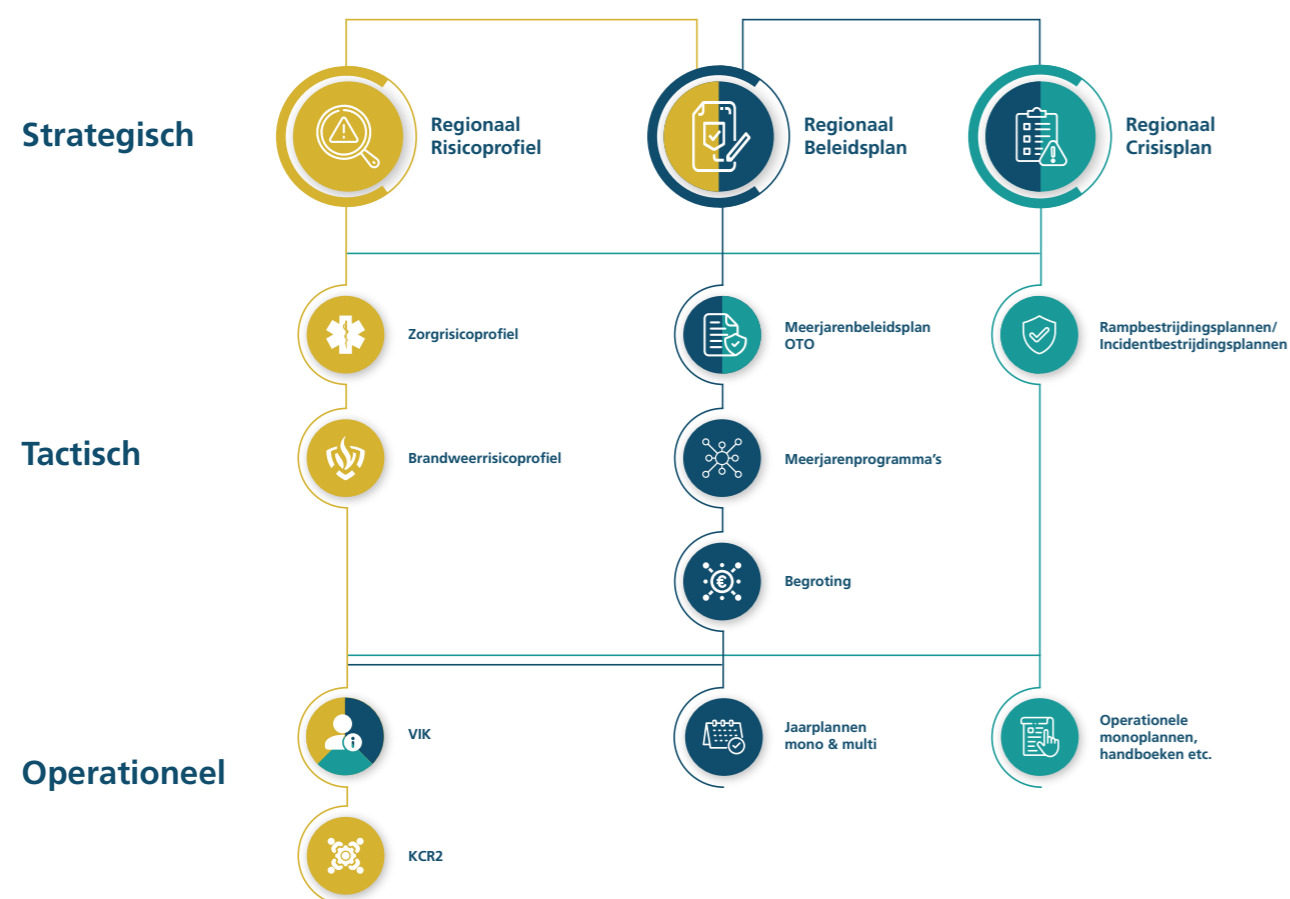 Strategisch
Regionaal
Risicoprofiel
Regionaal
Beleidsplan
Regionaal
Crisisplan
Tactisch
Zorgrisicoprofiel
Meerjarenbeleidsplan
OTO
Rampbestrijdingsplannen/
Incidentbestrijdingsplannen
Brandweerrisicoprofiel
Meerjarenprogramma's
€
Begroting
Operationeel
VIK
Jaarplannen
mono & multi
Operationele
monoplannen,
handboeken etc.
KCR2